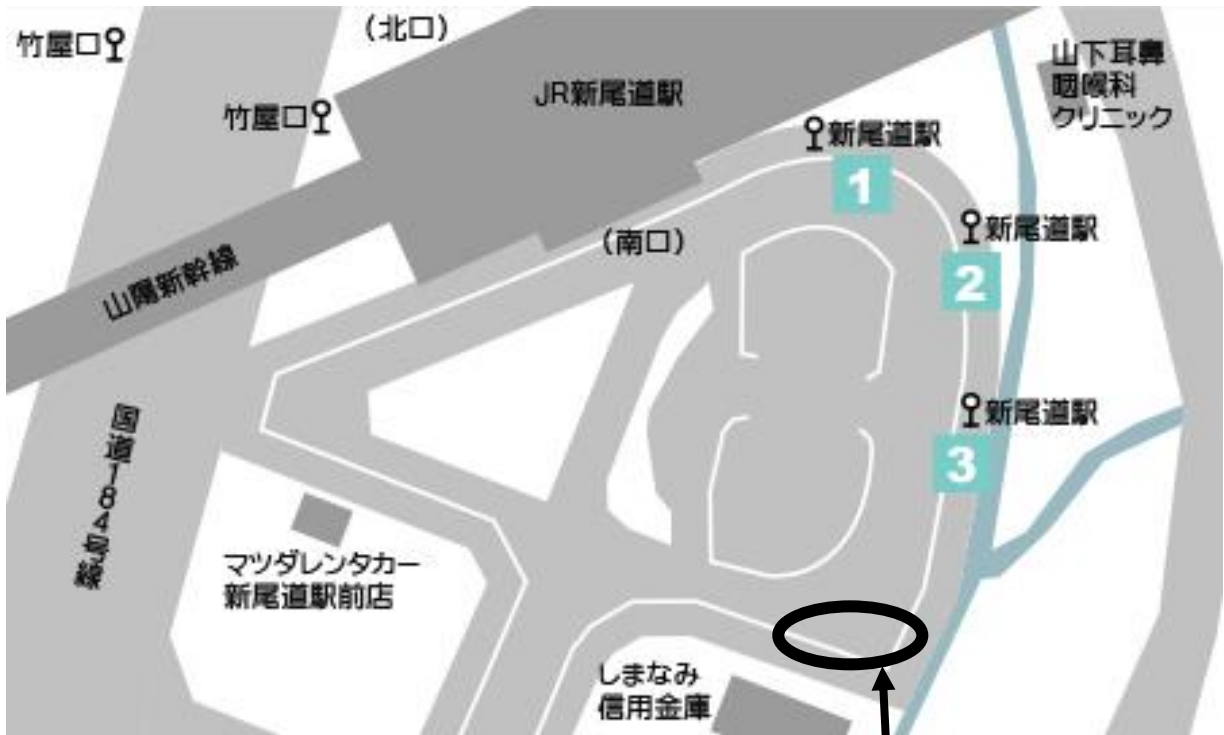 (北口)
竹屋口
竹屋口
JR新尾道駅
山下耳鼻
咽喉科
クリニック
新尾道駅
1
新尾道駅
(南口)
2
山陽新幹線
新尾道駅
3
国道184号線
マツダレンタカー
新尾道駅前店
しまなみ
信用金庫